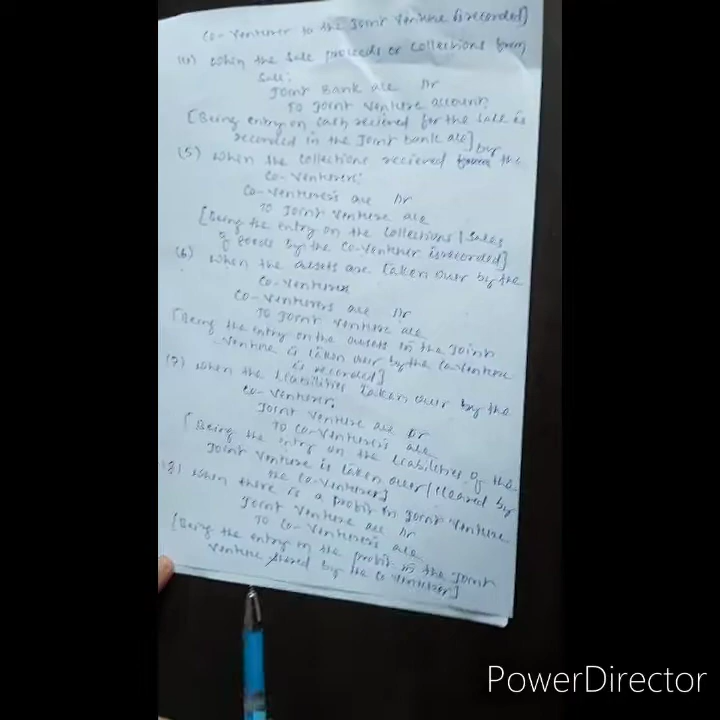 Co-Venturer to the Joint Venture is recorded]
(4) When the Sale proceeds or collections from
Sale:
Joint Bank a/c Dr
To Joint Venture account:
[Being entry on cash recieved for the sale is
recorded in the Joint bank a/c]
(5) When the collections recieved by the
Co-Venturers:
Co-Venturer's a/c Dr
To Joint Venture a/c
[Being the entry on the collections / Sales
of goods by the Co-Venturer is recorded]
(6) When the assets are taken over by the
Co-Venturer
Co-Venturers a/c Dr
To Joint Venture a/c
[Being the entry on the assets in the Joint
Venture is taken over by the Co-Venture
is recorded]
(7) When the Liabilities taken over by the
Co-Venturer:
Joint Venture a/c Dr
To Co-Venturer's a/c
[Being the entry on the Liabilities of the
Joint Venture is taken over / Cleared by
the Co-Venturer]
(8) When there is a profit in Joint Venture
Joint Venture a/c Dr
To Co-Venturer's a/c
[Being the entry on the profit in the Joint
Venture shared by the Co Venturer]
PowerDirector